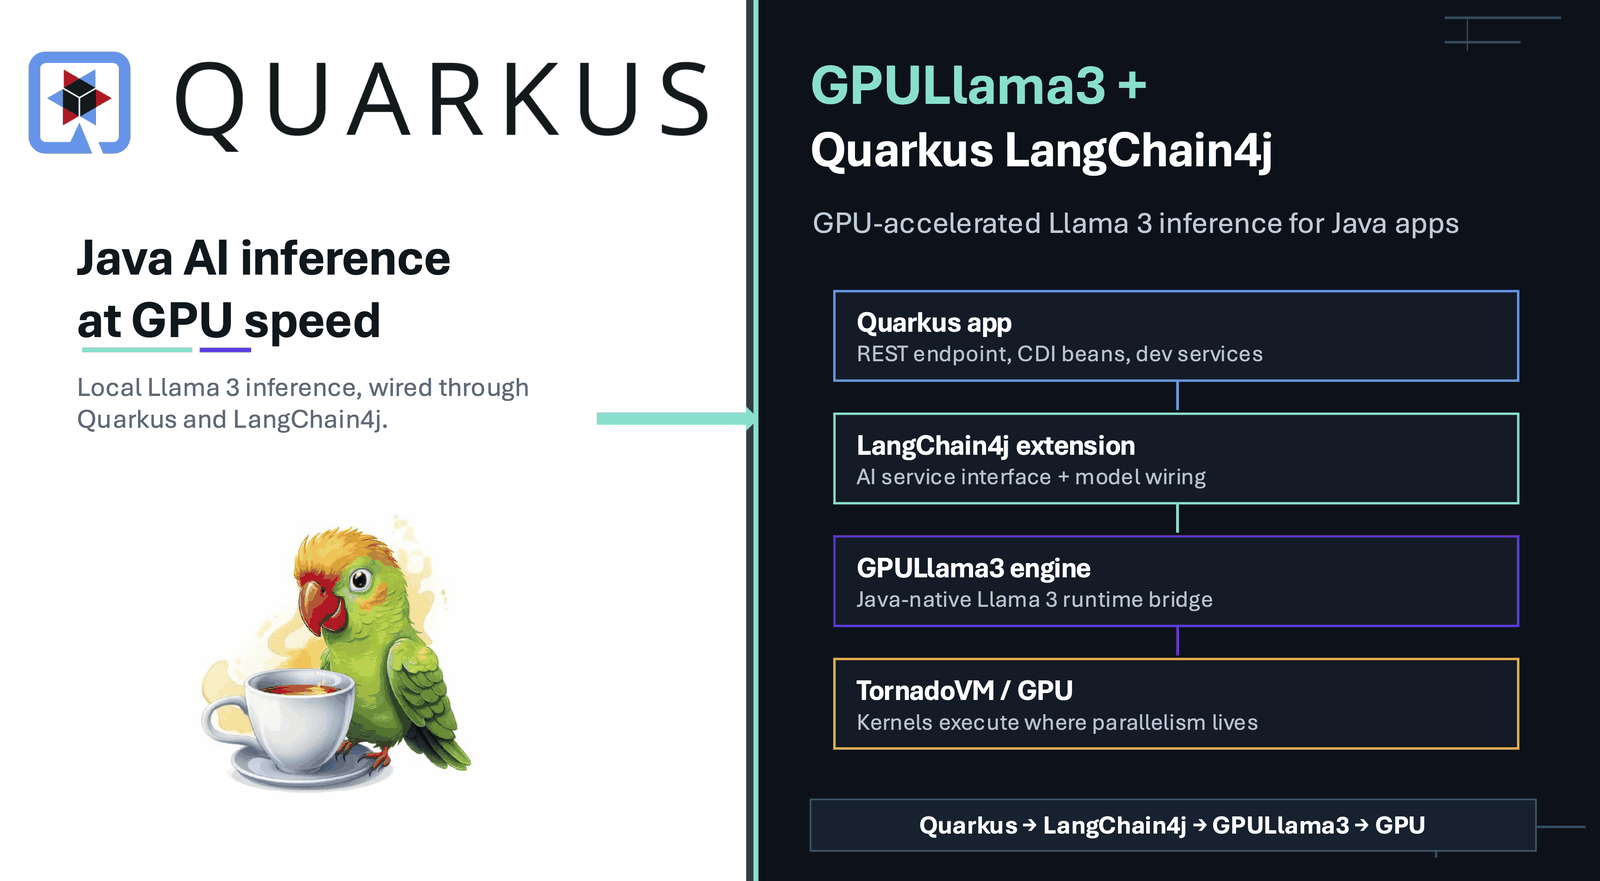 QUARKUS
Java AI inference
at GPU speed
Local Llama 3 inference, wired through
Quarkus and LangChain4j.
GPULlama3 +
Quarkus LangChain4j
GPU-accelerated Llama 3 inference for Java apps
Quarkus app
REST endpoint, CDI beans, dev services
LangChain4j extension
AI service interface + model wiring
GPULlama3 engine
Java-native Llama 3 runtime bridge
TornadoVM / GPU
Kernels execute where parallelism lives
Quarkus → LangChain4j → GPULlama3 → GPU